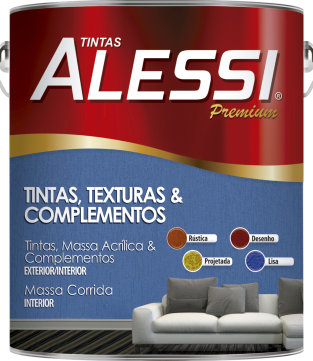 TINTAS
ALESSI®
Premium
TINTAS, TEXTURAS &
COMPLEMENTOS
Tintas, Massa Acrílica &
Complementos
EXTERIOR/INTERIOR
Massa Corrida
INTERIOR
Rústica
Desenho
Projetada
Lisa